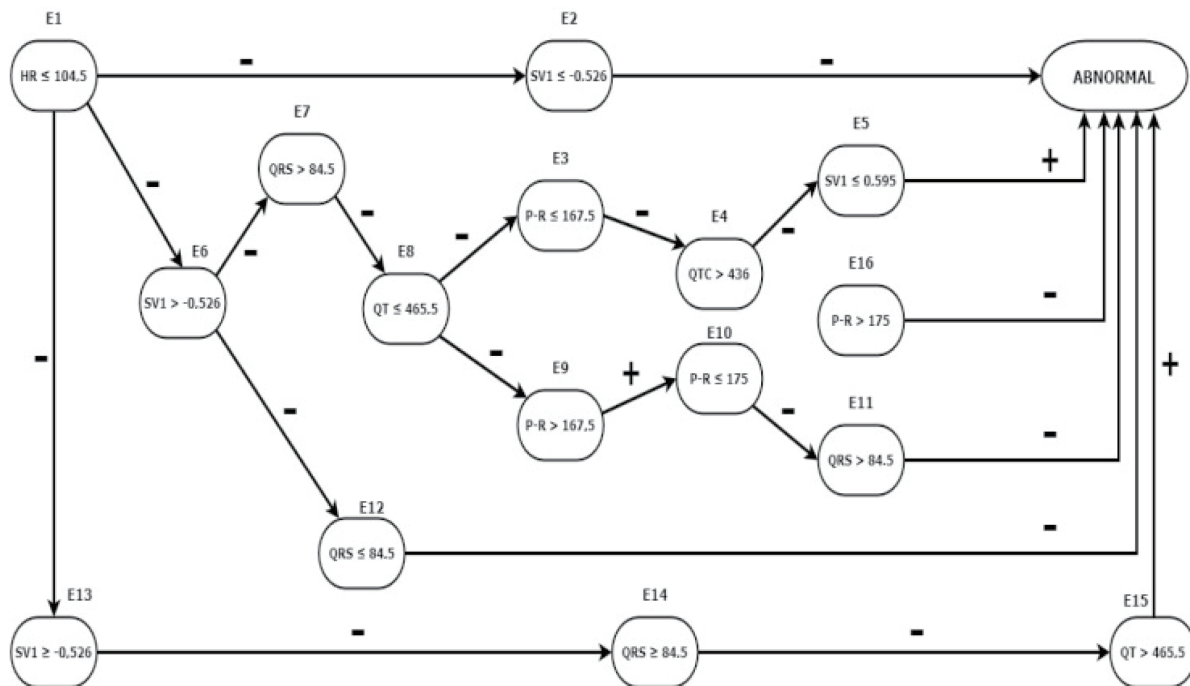 E1
HR ≤ 104.5
-
E2
SV1 ≤ -0.526
-
ABNORMAL
E7
QRS > 84.5
-
-
-
E3
P-R ≤ 167.5
-
E4
QTC > 436
-
E5
SV1 ≤ 0.595
+
E6
SV1 > -0.526
E8
QT ≤ 465.5
-
-
E16
P-R > 175
-
E9
P-R > 167.5
+
E10
P-R ≤ 175
-
E11
QRS > 84.5
-
-
-
E12
QRS ≤ 84.5
-
+
E13
SV1 ≥ -0.526
-
E14
QRS ≥ 84.5
-
E15
QT > 465.5